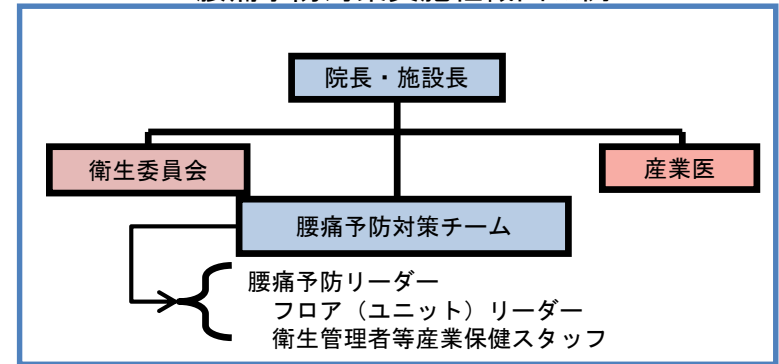 院長・施設長
衛生委員会
産業医
腰痛予防対策チーム
腰痛予防リーダー
フロア（ユニット）リーダー
衛生管理者等産業保健スタッフ